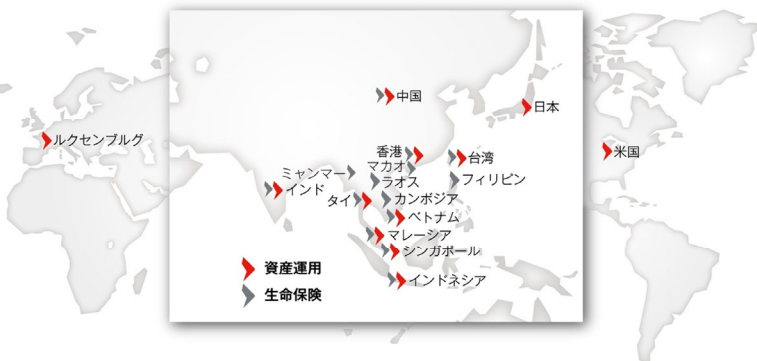 中国
日本
ルクセンブルグ
香港
台湾
米国
マカオ
ミャンマー
ラオス
フィリピン
インド
タイ
カンボジア
ベトナム
マレーシア
シンガポール
資産運用
インドネシア
生命保険